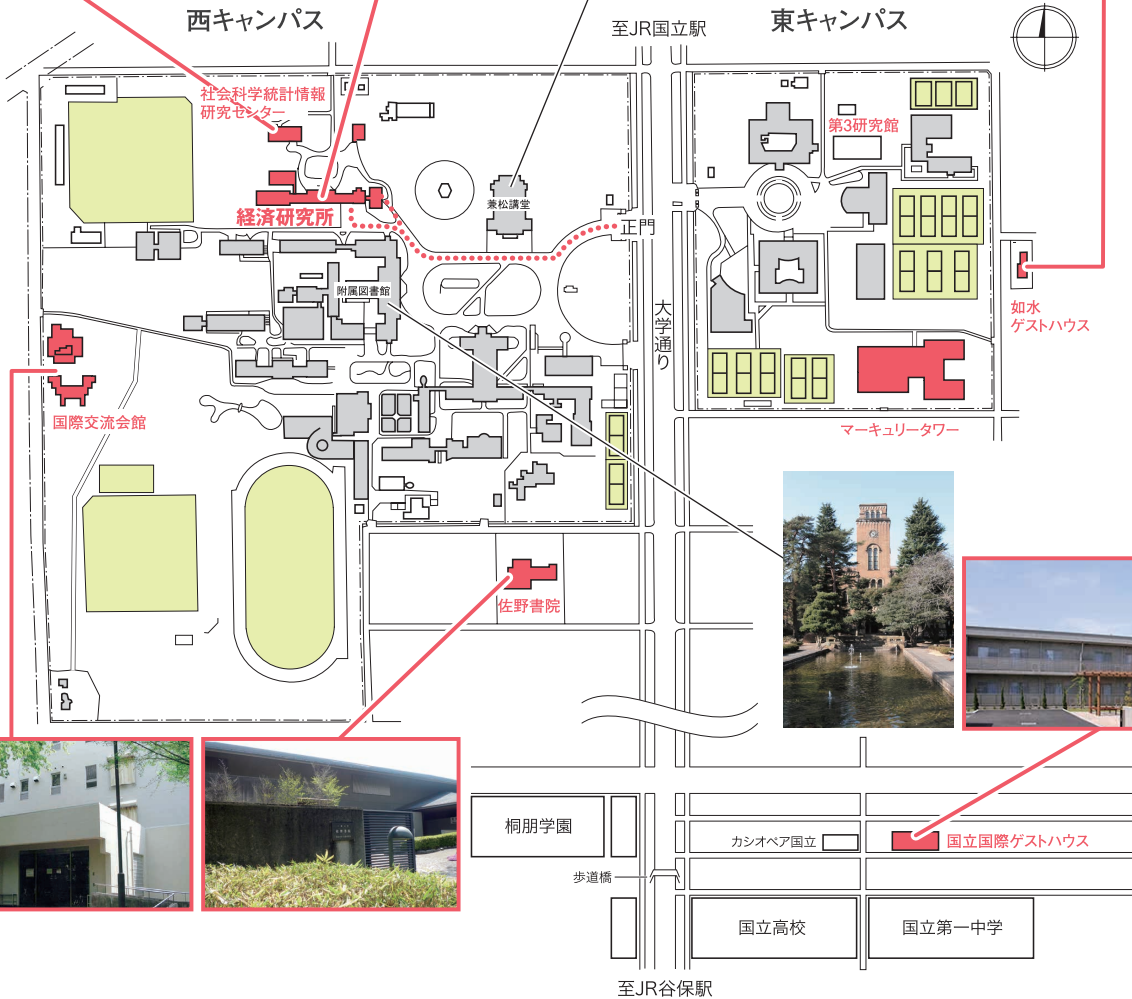 西キャンパス
至JR国立駅
東キャンパス
社会科学統計情報
研究センター
第3研究館
兼松講堂
経済研究所
正門
附属図書館
大学通り
如水
ゲストハウス
国際交流会館
マーキュリータワー
佐野書院
桐朋学園
カシオペア国立
国立国際ゲストハウス
歩道橋
国立高校
国立第一中学
至JR谷保駅